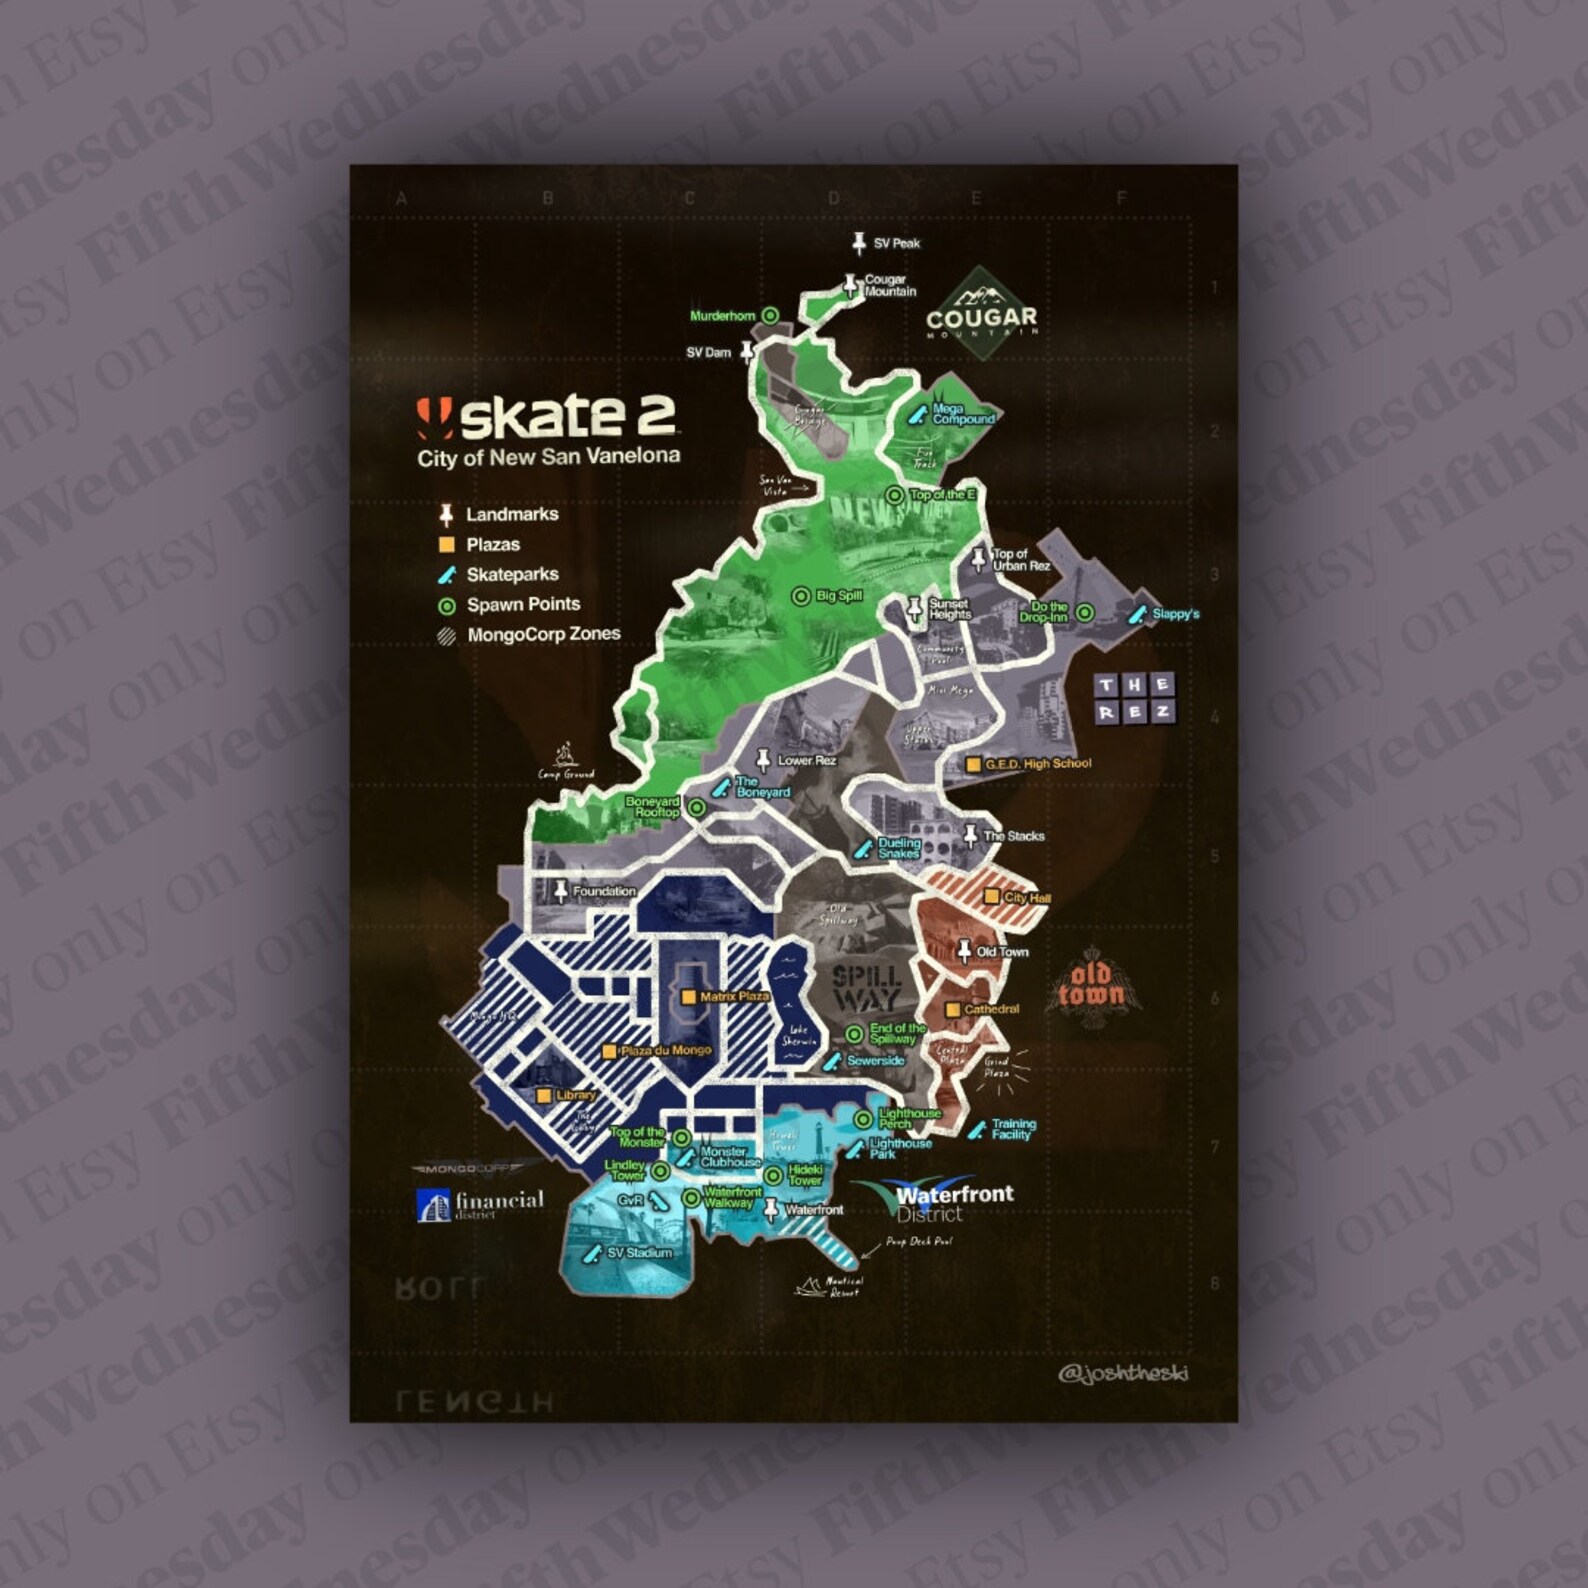 A B C D E F
SV Peak
Cougar
Mountain
1
COUGAR
MOUNTAIN
Murderhorn
SV Dam
skate 2
City of New San Vanelona
Mega
Compound
Cougar
Bridge
2
Fun
Track
San Van
Vista
Top of the E
NEW
Landmarks
Plazas
Skateparks
Spawn Points
MongoCorp Zones
Top of
Urban Rez
3
Big Spill
Sunset
Heights
Do the
Drop-Inn
Slappy's
Community
Pool
Mini Mega
THE
REZ
4
Lower Rez
G.E.D. High School
Camp Ground
The
Boneyard
Boneyard
Rooftop
The Stacks
Dueling
Snakes
5
Foundation
City Hall
Old
Spillway
Old Town
SPILL
WAY
old
town
Matrix Plaza
6
Cathedral
Mongo HQ
Lake
Sherwin
End of the
Spillway
Plaza du Mongo
Sewerside
Central
Plaza
Grind
Plaza
Library
The
Lighthouse
Perch
Training
Facility
Top of the
Monster
Lighthouse
Park
7
Monster
Clubhouse
MONGOCORP
Lindley
Tower
Hideki
Tower
financial
district
GvR
Waterfront
Walkway
Waterfront
Waterfront
District
SV Stadium
Poop Deck Pool
Nautical
Resort
8
ROLL
@joshtheski
LENGTH
FifthWednesday only on Etsy